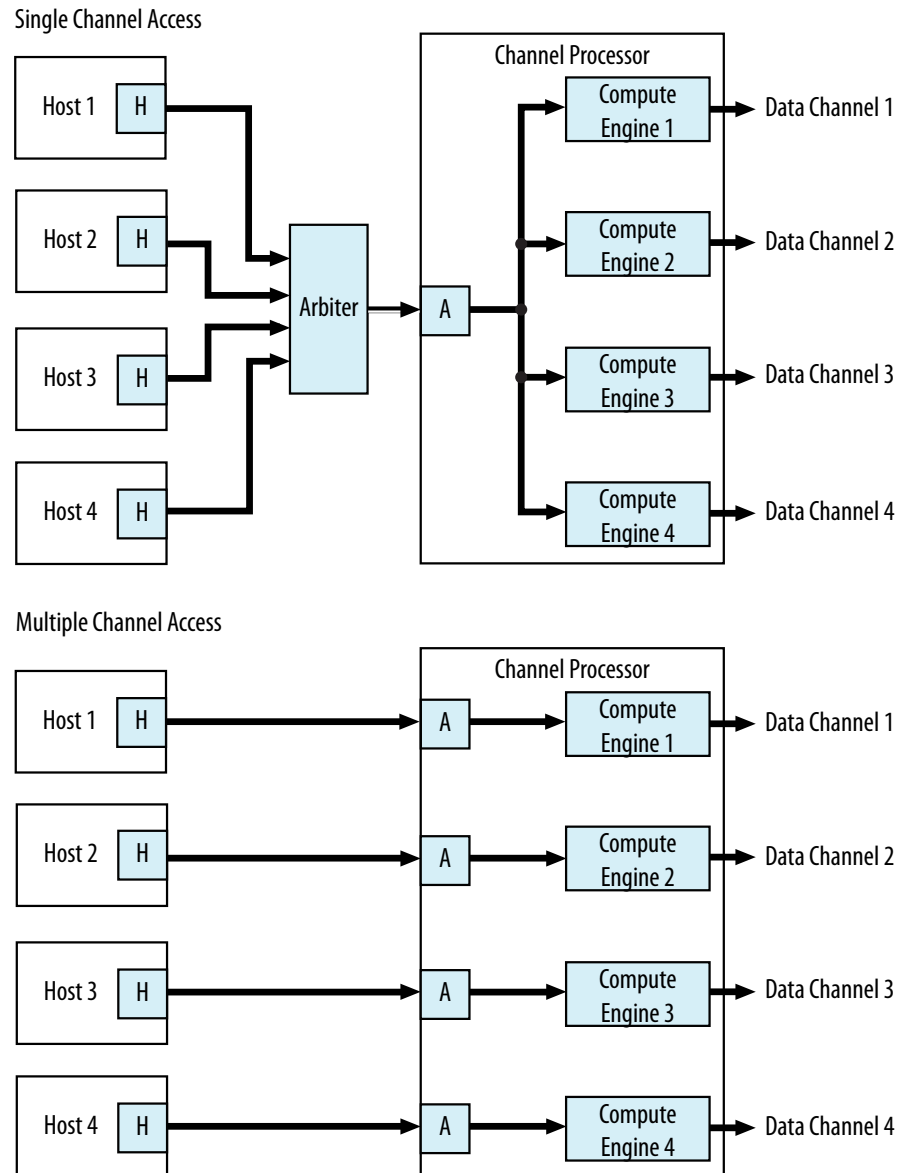 Single Channel Access
Channel Processor
Host 1 H
Compute
Engine 1
Data Channel 1
Host 2 H
Compute
Engine 2
Data Channel 2
Arbiter
A
Host 3 H
Compute
Engine 3
Data Channel 3
Host 4 H
Compute
Engine 4
Data Channel 4
Multiple Channel Access
Channel Processor
Host 1 H
A
Compute
Engine 1
Data Channel 1
Host 2 H
A
Compute
Engine 2
Data Channel 2
Host 3 H
A
Compute
Engine 3
Data Channel 3
Host 4 H
A
Compute
Engine 4
Data Channel 4